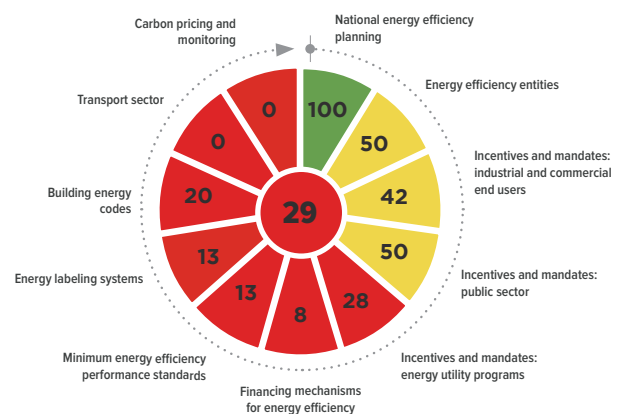 National energy efficiency
planning
100
Energy efficiency entities
50
Incentives and mandates:
industrial and commercial
end users
42
Incentives and mandates:
public sector
50
Incentives and mandates:
energy utility programs
28
Financing mechanisms
for energy efficiency
8
Minimum energy efficiency
performance standards
13
Energy labeling systems
13
Building energy
codes
20
Transport sector
0
Carbon pricing and
monitoring
0
29